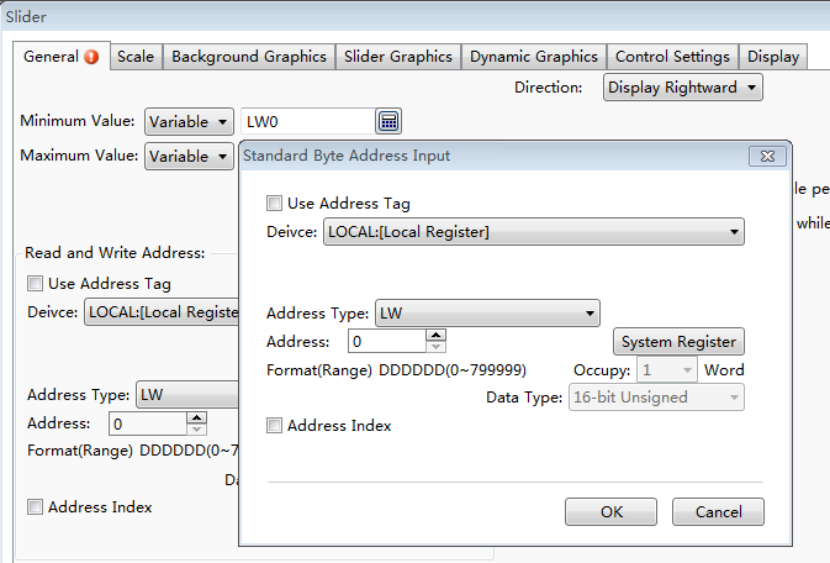 Slider
General Scale Background Graphics Slider Graphics Dynamic Graphics Control Settings Display
Direction: Display Rightward
Minimum Value: Variable LW0
Maximum Value: Variable
Standard Byte Address Input
Use Address Tag
Deivce: LOCAL:[Local Register]
Address Type: LW
Address: 0
System Register
Format(Range) DDDDDD(0~799999)
Occupy: 1 Word
Data Type: 16-bit Unsigned
Address Index
OK Cancel
le pe
while
Read and Write Address:
Use Address Tag
Deivce: LOCAL:[Local Registe
Address Type: LW
Address: 0
Format(Range) DDDDDD(0~7
Da
Address Index